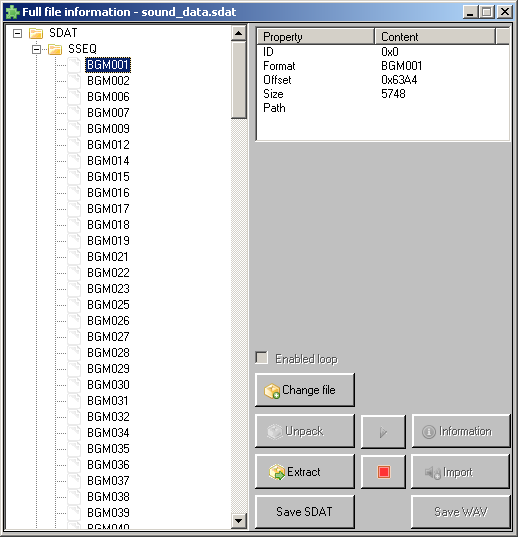 Full file information - sound_data.sdat
SDAT
SSEQ
BGM001
BGM002
BGM006
BGM007
BGM009
BGM012
BGM014
BGM015
BGM016
BGM017
BGM018
BGM019
BGM021
BGM022
BGM023
BGM025
BGM026
BGM027
BGM028
BGM029
BGM030
BGM031
BGM032
BGM034
BGM035
BGM036
BGM037
BGM038
BGM039
BGM040
Property Content
ID 0x0
Format BGM001
Offset 0x63A4
Size 5748
Path
Enabled loop
Change file
Unpack
Information
Extract
Import
Save SDAT
Save WAV